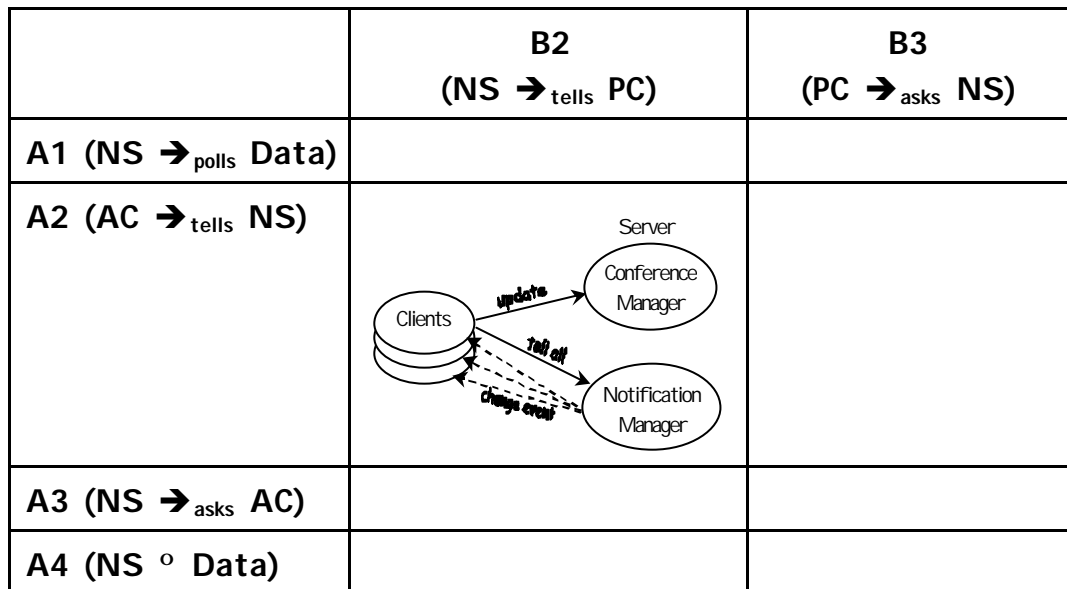 B2
(NS ➔ tells PC)
B3
(PC ➔ asks NS)
A1 (NS ➔ polls Data)
A2 (AC ➔ tells NS)
Server
Conference
Manager
update
Clients
tell all
change event
Notification
Manager
A3 (NS ➔ asks AC)
A4 (NS º Data)